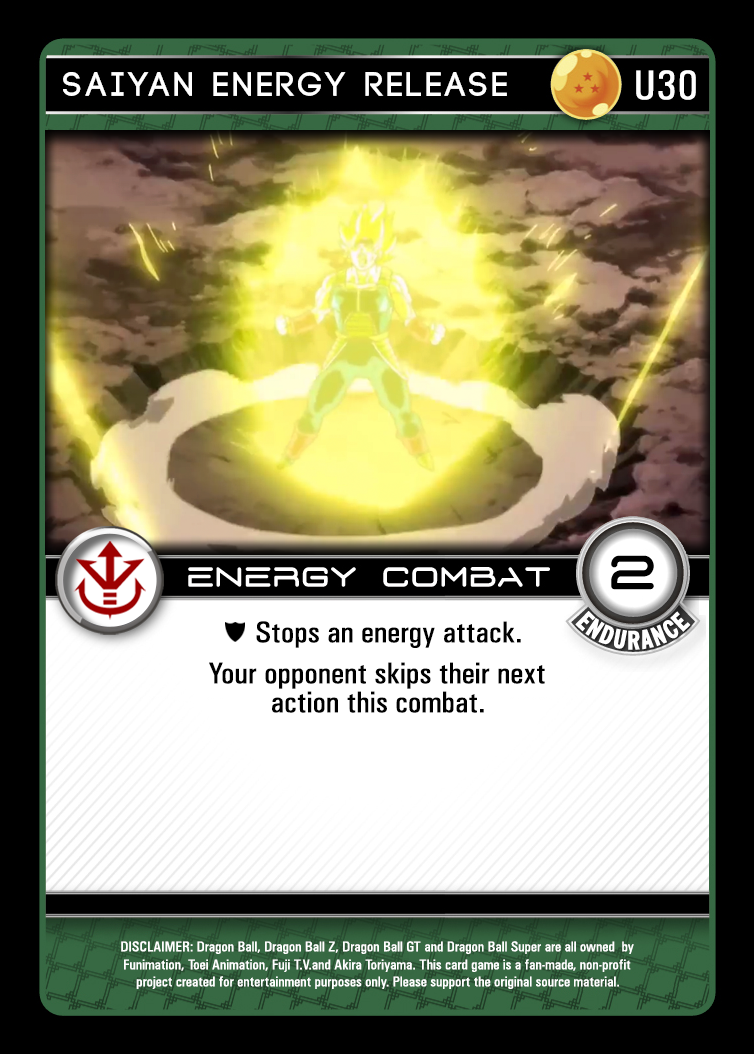 SAIYAN ENERGY RELEASE U30
ENERGY COMBAT 2
ENDURANCE
Stops an energy attack.
Your opponent skips their next
action this combat.
DISCLAIMER: Dragon Ball, Dragon Ball Z, Dragon Ball GT and Dragon Ball Super are all owned by
Funimation, Toei Animation, Fuji T.V.and Akira Toriyama. This card game is a fan-made, non-profit
project created for entertainment purposes only. Please support the original source material.